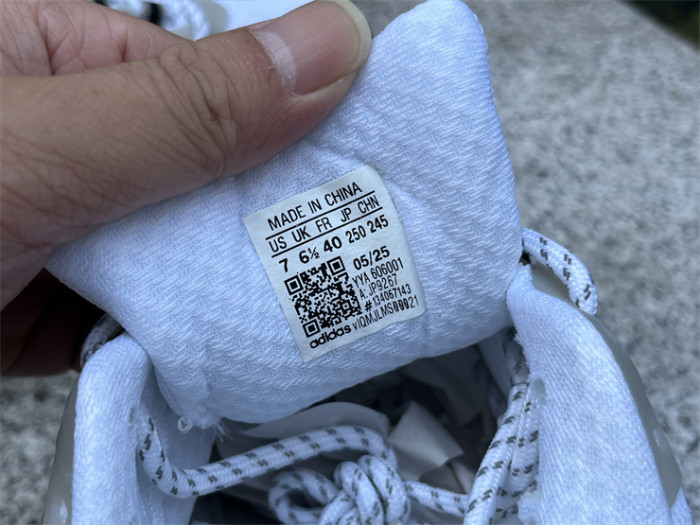 MADE IN CHINA
US UK FR JP CHN
7 6½ 40 250 245
05/25
YYA 606001
A: JP9267
#134067143
adidas